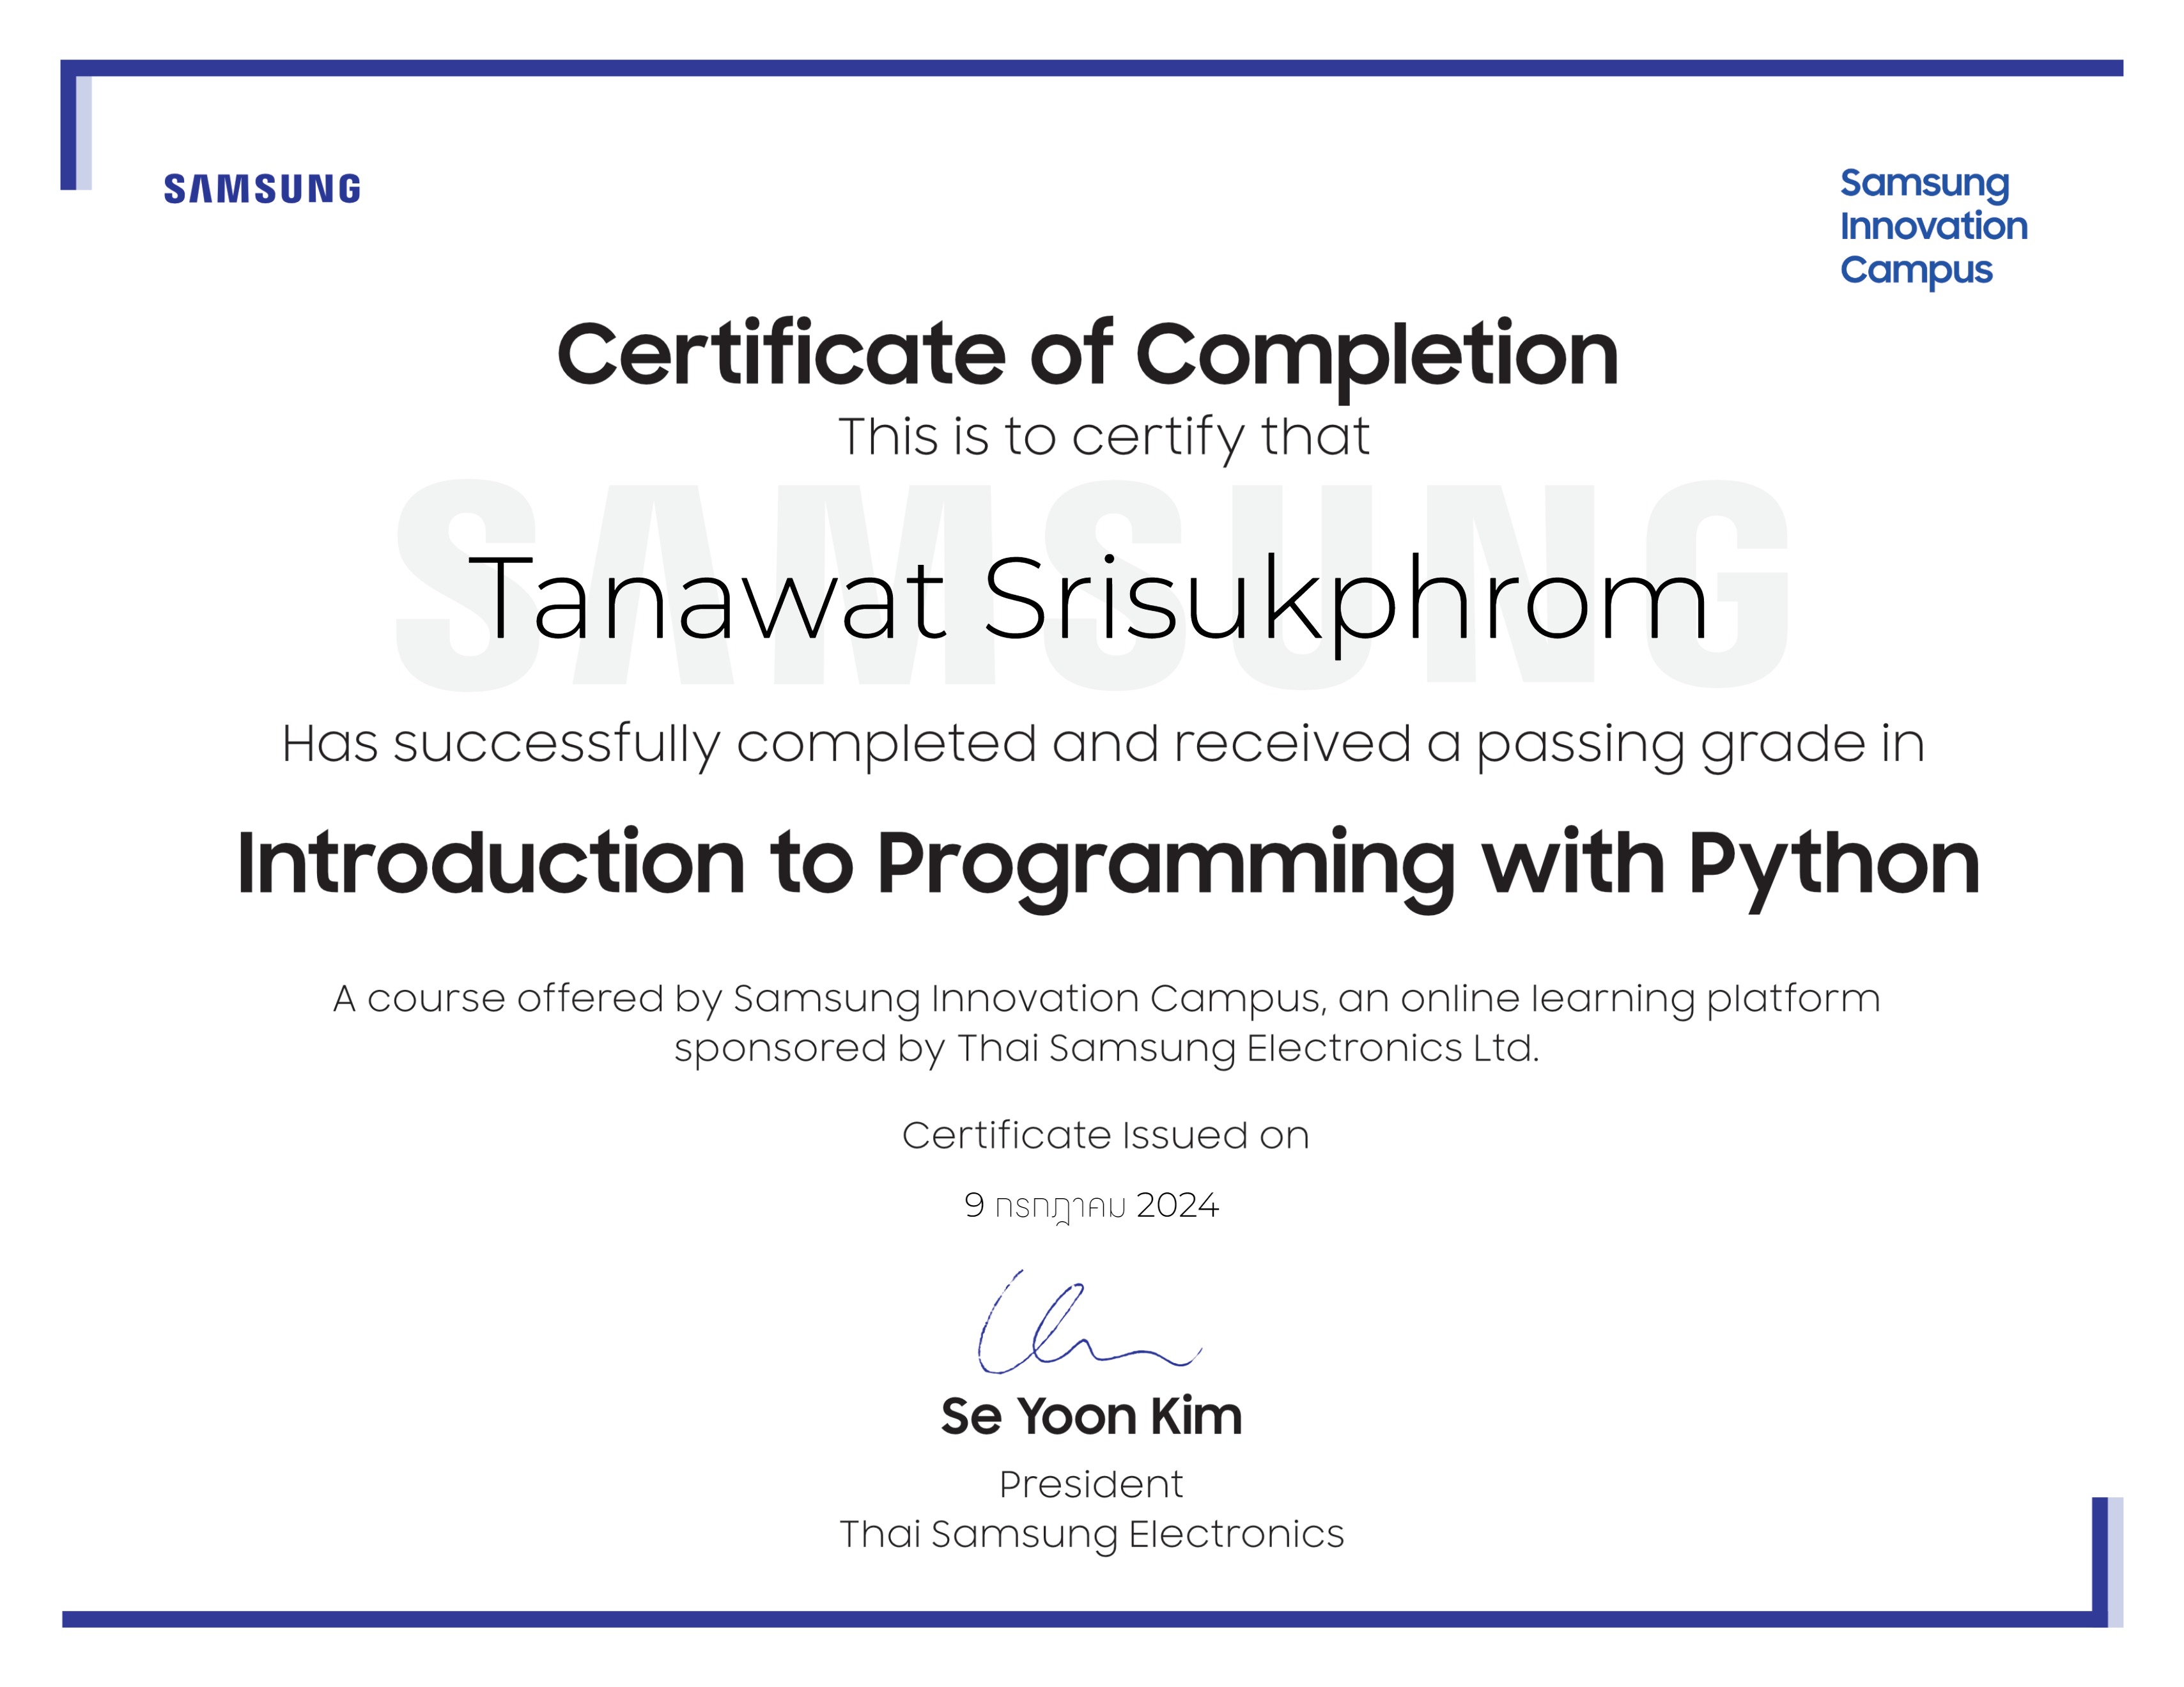 SAMSUNG
Samsung
Innovation
Campus
Certificate of Completion
This is to certify that
SAMSUNG
Tanawat Srisukphrom
Has successfully completed and received a passing grade in
Introduction to Programming with Python
A course offered by Samsung Innovation Campus, an online learning platform
sponsored by Thai Samsung Electronics Ltd.
Certificate Issued on
9 กรกฎาคม 2024
Se Yoon Kim
President
Thai Samsung Electronics